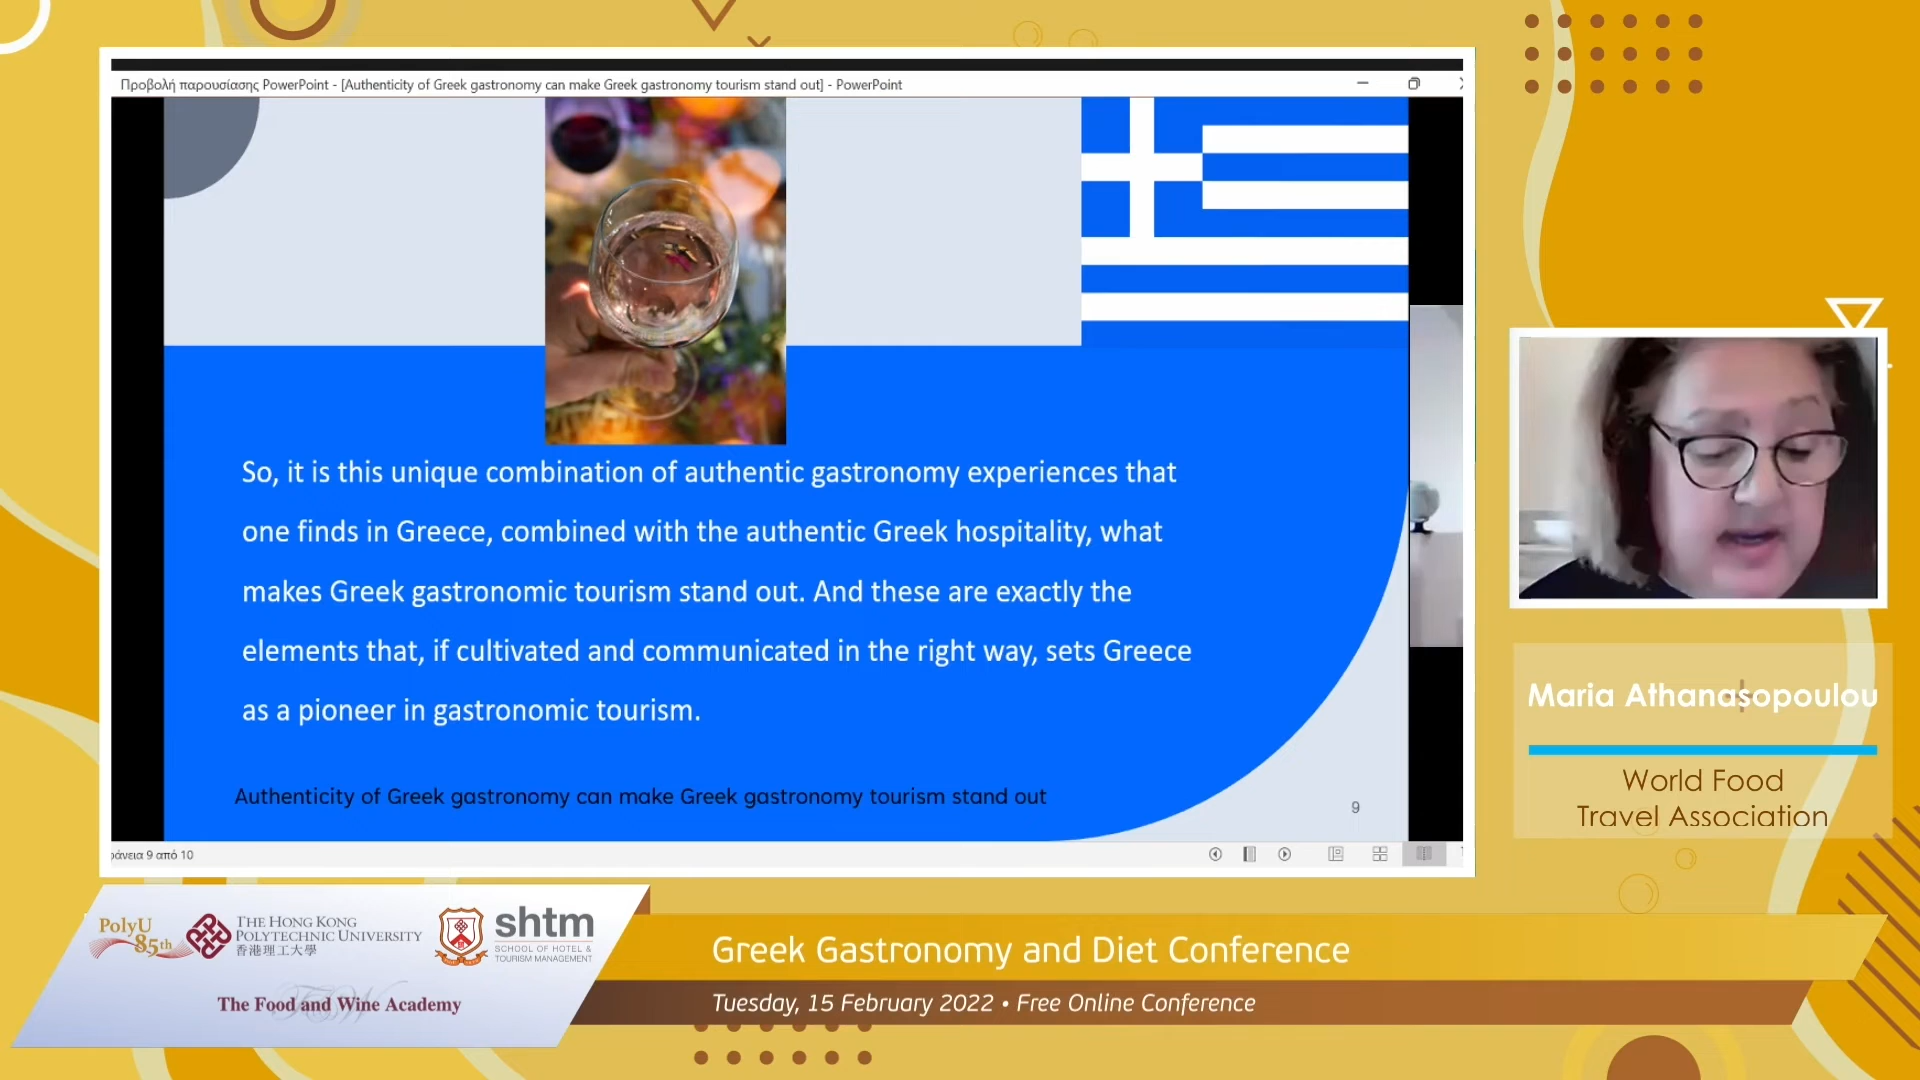 Προβολή παρουσίασης PowerPoint - [Authenticity of Greek gastronomy can make Greek gastronomy tourism stand out] - PowerPoint
So, it is this unique combination of authentic gastronomy experiences that
one finds in Greece, combined with the authentic Greek hospitality, what
makes Greek gastronomic tourism stand out. And these are exactly the
elements that, if cultivated and communicated in the right way, sets Greece
as a pioneer in gastronomic tourism.
Authenticity of Greek gastronomy can make Greek gastronomy tourism stand out
9
9 από 10
Maria Athanasopoulou
World Food
Travel Association
PolyU
85th
THE HONG KONG
POLYTECHNIC UNIVERSITY
香港理工大學
shtm
SCHOOL OF HOTEL &
TOURISM MANAGEMENT
The Food and Wine Academy
Greek Gastronomy and Diet Conference
Tuesday, 15 February 2022 • Free Online Conference